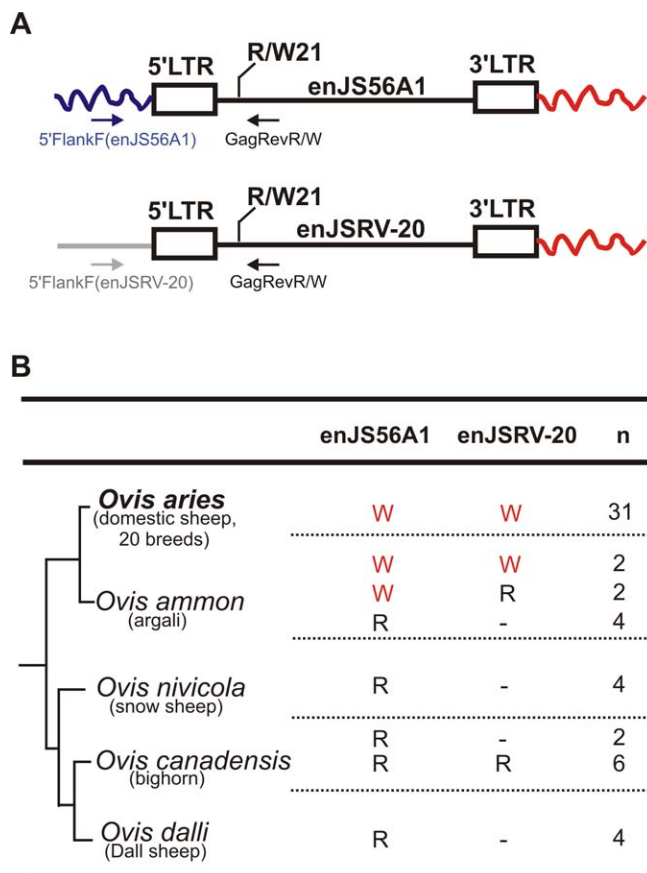 A
R/W21
5'LTR 3'LTR
enJS56A1
5'FlankF(enJS56A1) GagRevR/W
R/W21
5'LTR 3'LTR
enJSRV-20
5'FlankF(enJSRV-20) GagRevR/W
B
enJS56A1 enJSRV-20 n
Ovis aries W W 31
(domestic sheep,
20 breeds)
W W 2
Ovis ammon W R 2
(argali) R - 4
Ovis nivicola R - 4
(snow sheep)
R - 2
Ovis canadensis R R 6
(bighorn)
Ovis dalli R - 4
(Dall sheep)